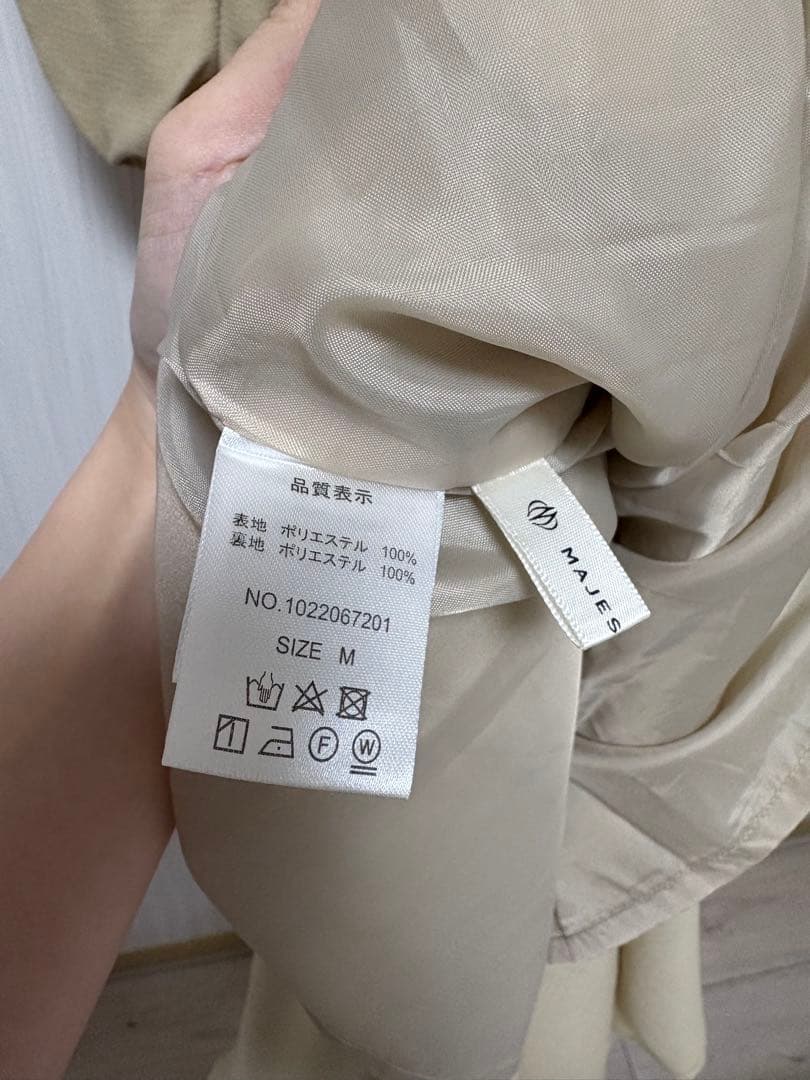 品質表示
表地 ポリエステル 100%
裏地 ポリエステル 100%
NO.1022067201
SIZE M
F W
MAJES